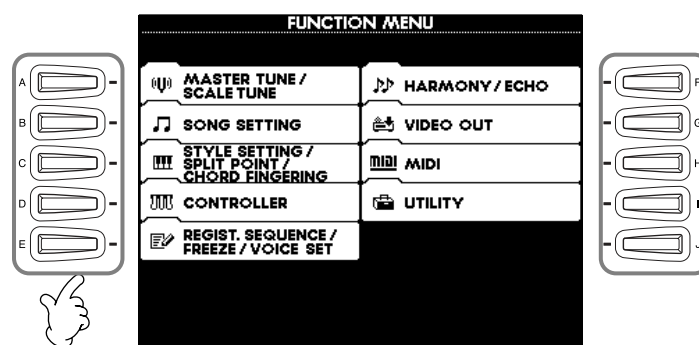 FUNCTION MENU
A
MASTER TUNE /
SCALE TUNE
HARMONY / ECHO
F
B
SONG SETTING
VIDEO OUT
G
C
STYLE SETTING /
SPLIT POINT /
CHORD FINGERING
MIDI
MIDI
H
D
CONTROLLER
UTILITY
I
E
REGIST. SEQUENCE /
FREEZE / VOICE SET
J